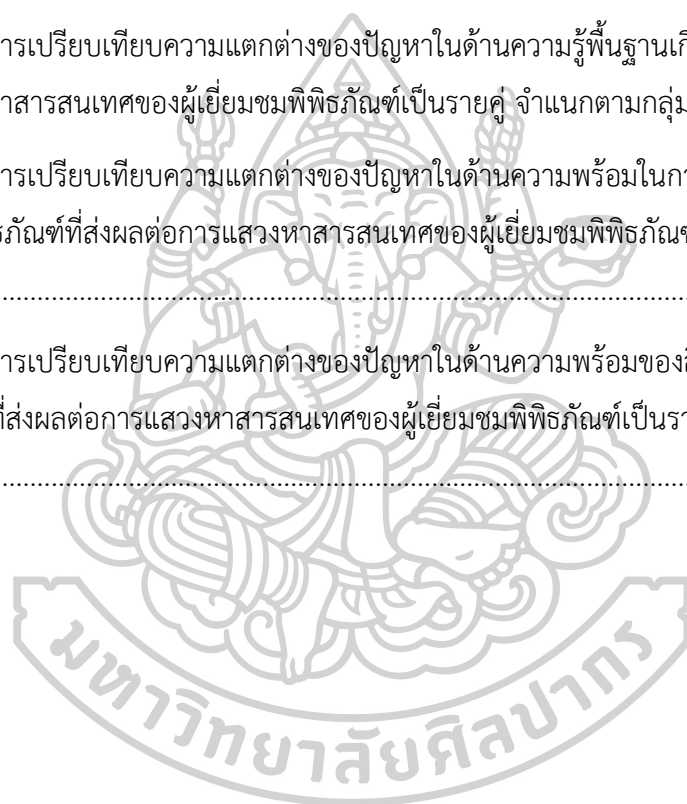 ารเปรียบเทียบความแตกต่างของปัญหาในด้านความรู้พื้นฐานเกี
าสารสนเทศของผู้เยี่ยมชมพิพิธภัณฑ์เป็นรายคู่ จำแนกตามกลุ่ม
ารเปรียบเทียบความแตกต่างของปัญหาในด้านความพร้อมในกา
ธภัณฑ์ที่ส่งผลต่อการแสวงหาสารสนเทศของผู้เยี่ยมชมพิพิธภัณฑ
................................................................................
ารเปรียบเทียบความแตกต่างของปัญหาในด้านความพร้อมของสิ
ที่ส่งผลต่อการแสวงหาสารสนเทศของผู้เยี่ยมชมพิพิธภัณฑ์เป็นรา
................................................................................
มหาวิทยาลัยศิลปากร